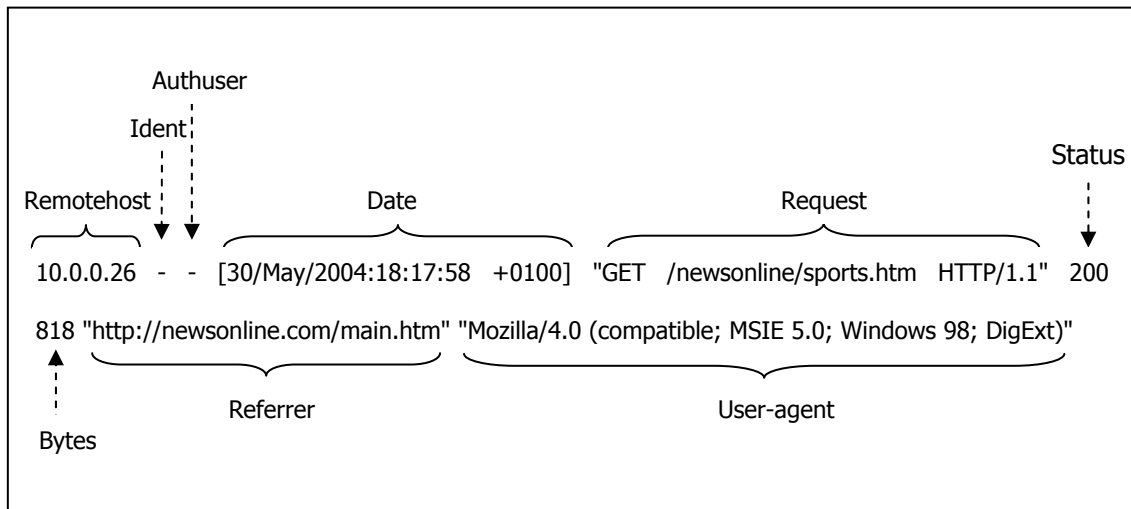 Authuser
Ident
Status
Remotehost Date Request
10.0.0.26 - - [30/May/2004:18:17:58 +0100] "GET /newsonline/sports.htm HTTP/1.1" 200
818 "http://newsonline.com/main.htm" "Mozilla/4.0 (compatible; MSIE 5.0; Windows 98; DigExt)"
Referrer User-agent
Bytes